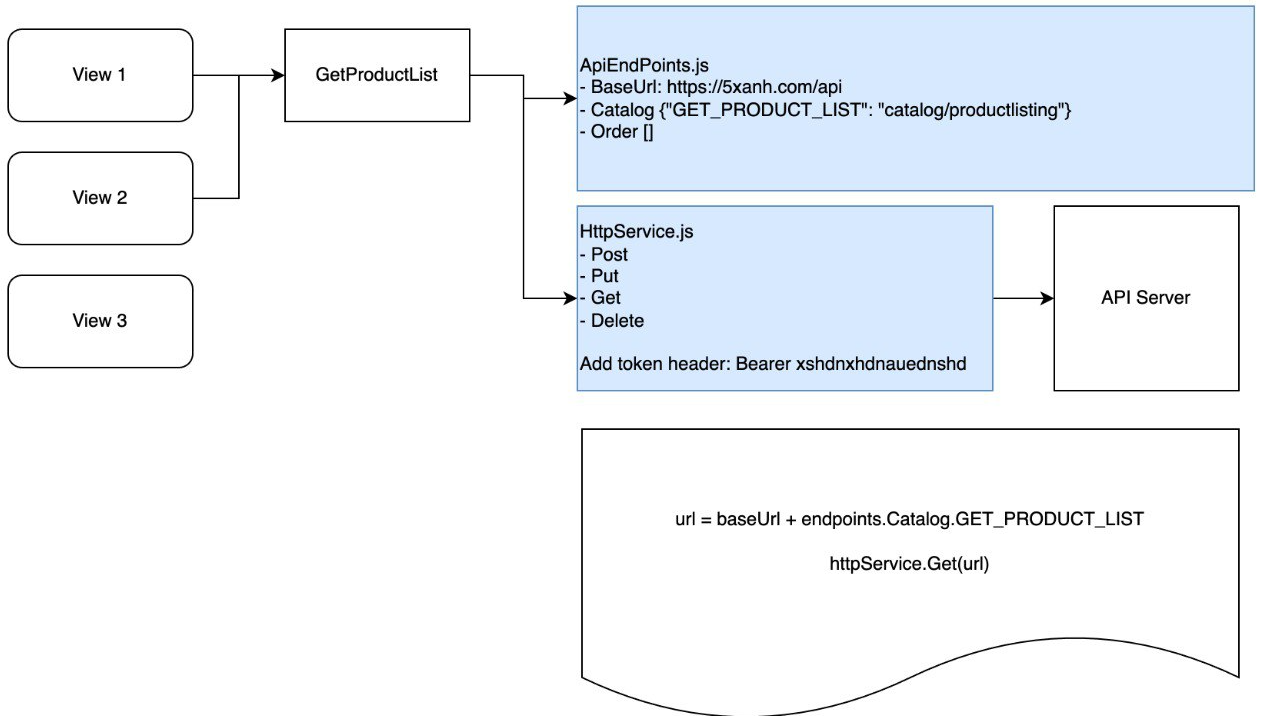 View 1
GetProductList
ApiEndPoints.js
- BaseUrl: https://5xanh.com/api
- Catalog {"GET_PRODUCT_LIST": "catalog/productlisting"}
- Order []
View 2
HttpService.js
- Post
- Put
- Get
- Delete
Add token header: Bearer xshdnxhdnauednshd
API Server
View 3
url = baseUrl + endpoints.Catalog.GET_PRODUCT_LIST
httpService.Get(url)